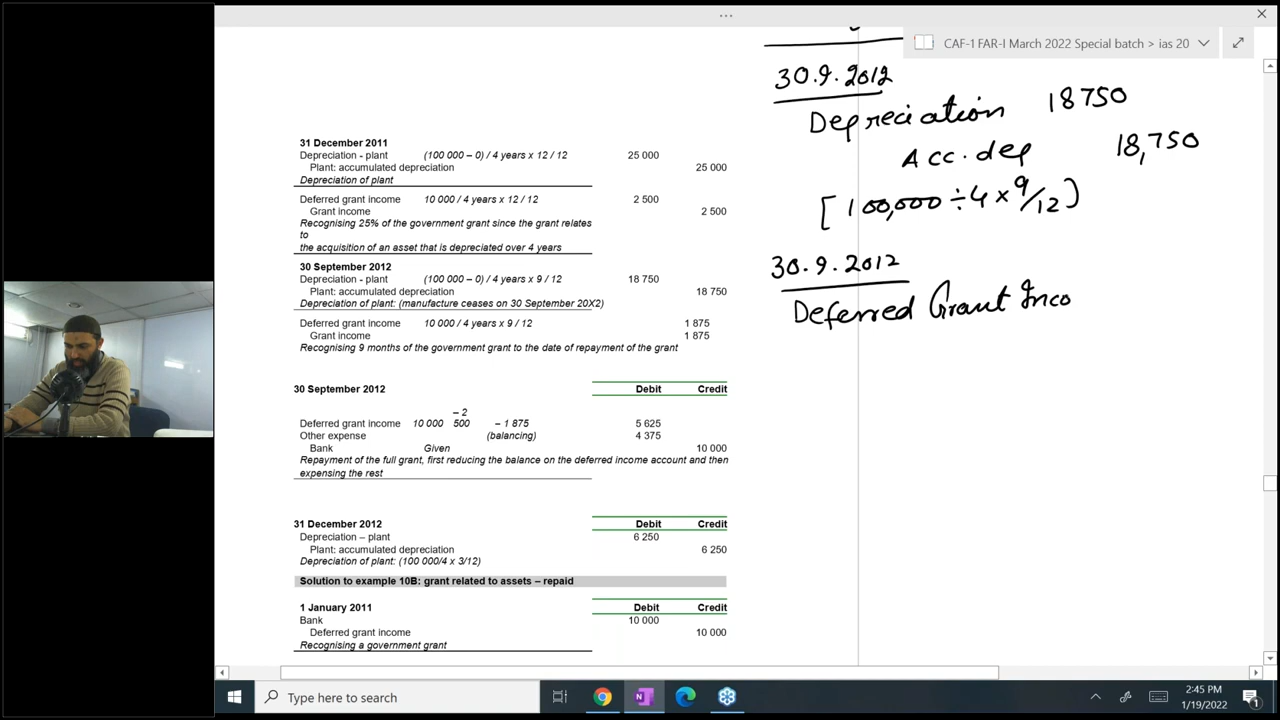 CAF-1 FAR-I March 2022 Special batch > ias 20
31 December 2011
Depreciation - plant (100 000 – 0) / 4 years x 12 / 12 25 000
Plant: accumulated depreciation 25 000
Depreciation of plant
Deferred grant income 10 000 / 4 years x 12 / 12 2 500
Grant income 2 500
Recognising 25% of the government grant since the grant relates
to
the acquisition of an asset that is depreciated over 4 years
30 September 2012
Depreciation - plant (100 000 – 0) / 4 years x 9 / 12 18 750
Plant: accumulated depreciation 18 750
Depreciation of plant: (manufacture ceases on 30 September 20X2)
Deferred grant income 10 000 / 4 years x 9 / 12 1 875
Grant income 1 875
Recognising 9 months of the government grant to the date of repayment of the grant
30 September 2012 Debit Credit
– 2
Deferred grant income 10 000 500 – 1 875 5 625
Other expense (balancing) 4 375
Bank Given 10 000
Repayment of the full grant, first reducing the balance on the deferred income account and then
expensing the rest
31 December 2012 Debit Credit
Depreciation – plant 6 250
Plant: accumulated depreciation 6 250
Depreciation of plant: (100 000/4 x 3/12)
Solution to example 10B: grant related to assets – repaid
1 January 2011 Debit Credit
Bank 10 000
Deferred grant income 10 000
Recognising a government grant
30.9.2012
Depreciation 18750
Acc.dep 18,750
[100,000 ÷ 4 × 9/12)
30.9.2012
Deferred Grant Inco
Type here to search
2:45 PM
1/19/2022
1